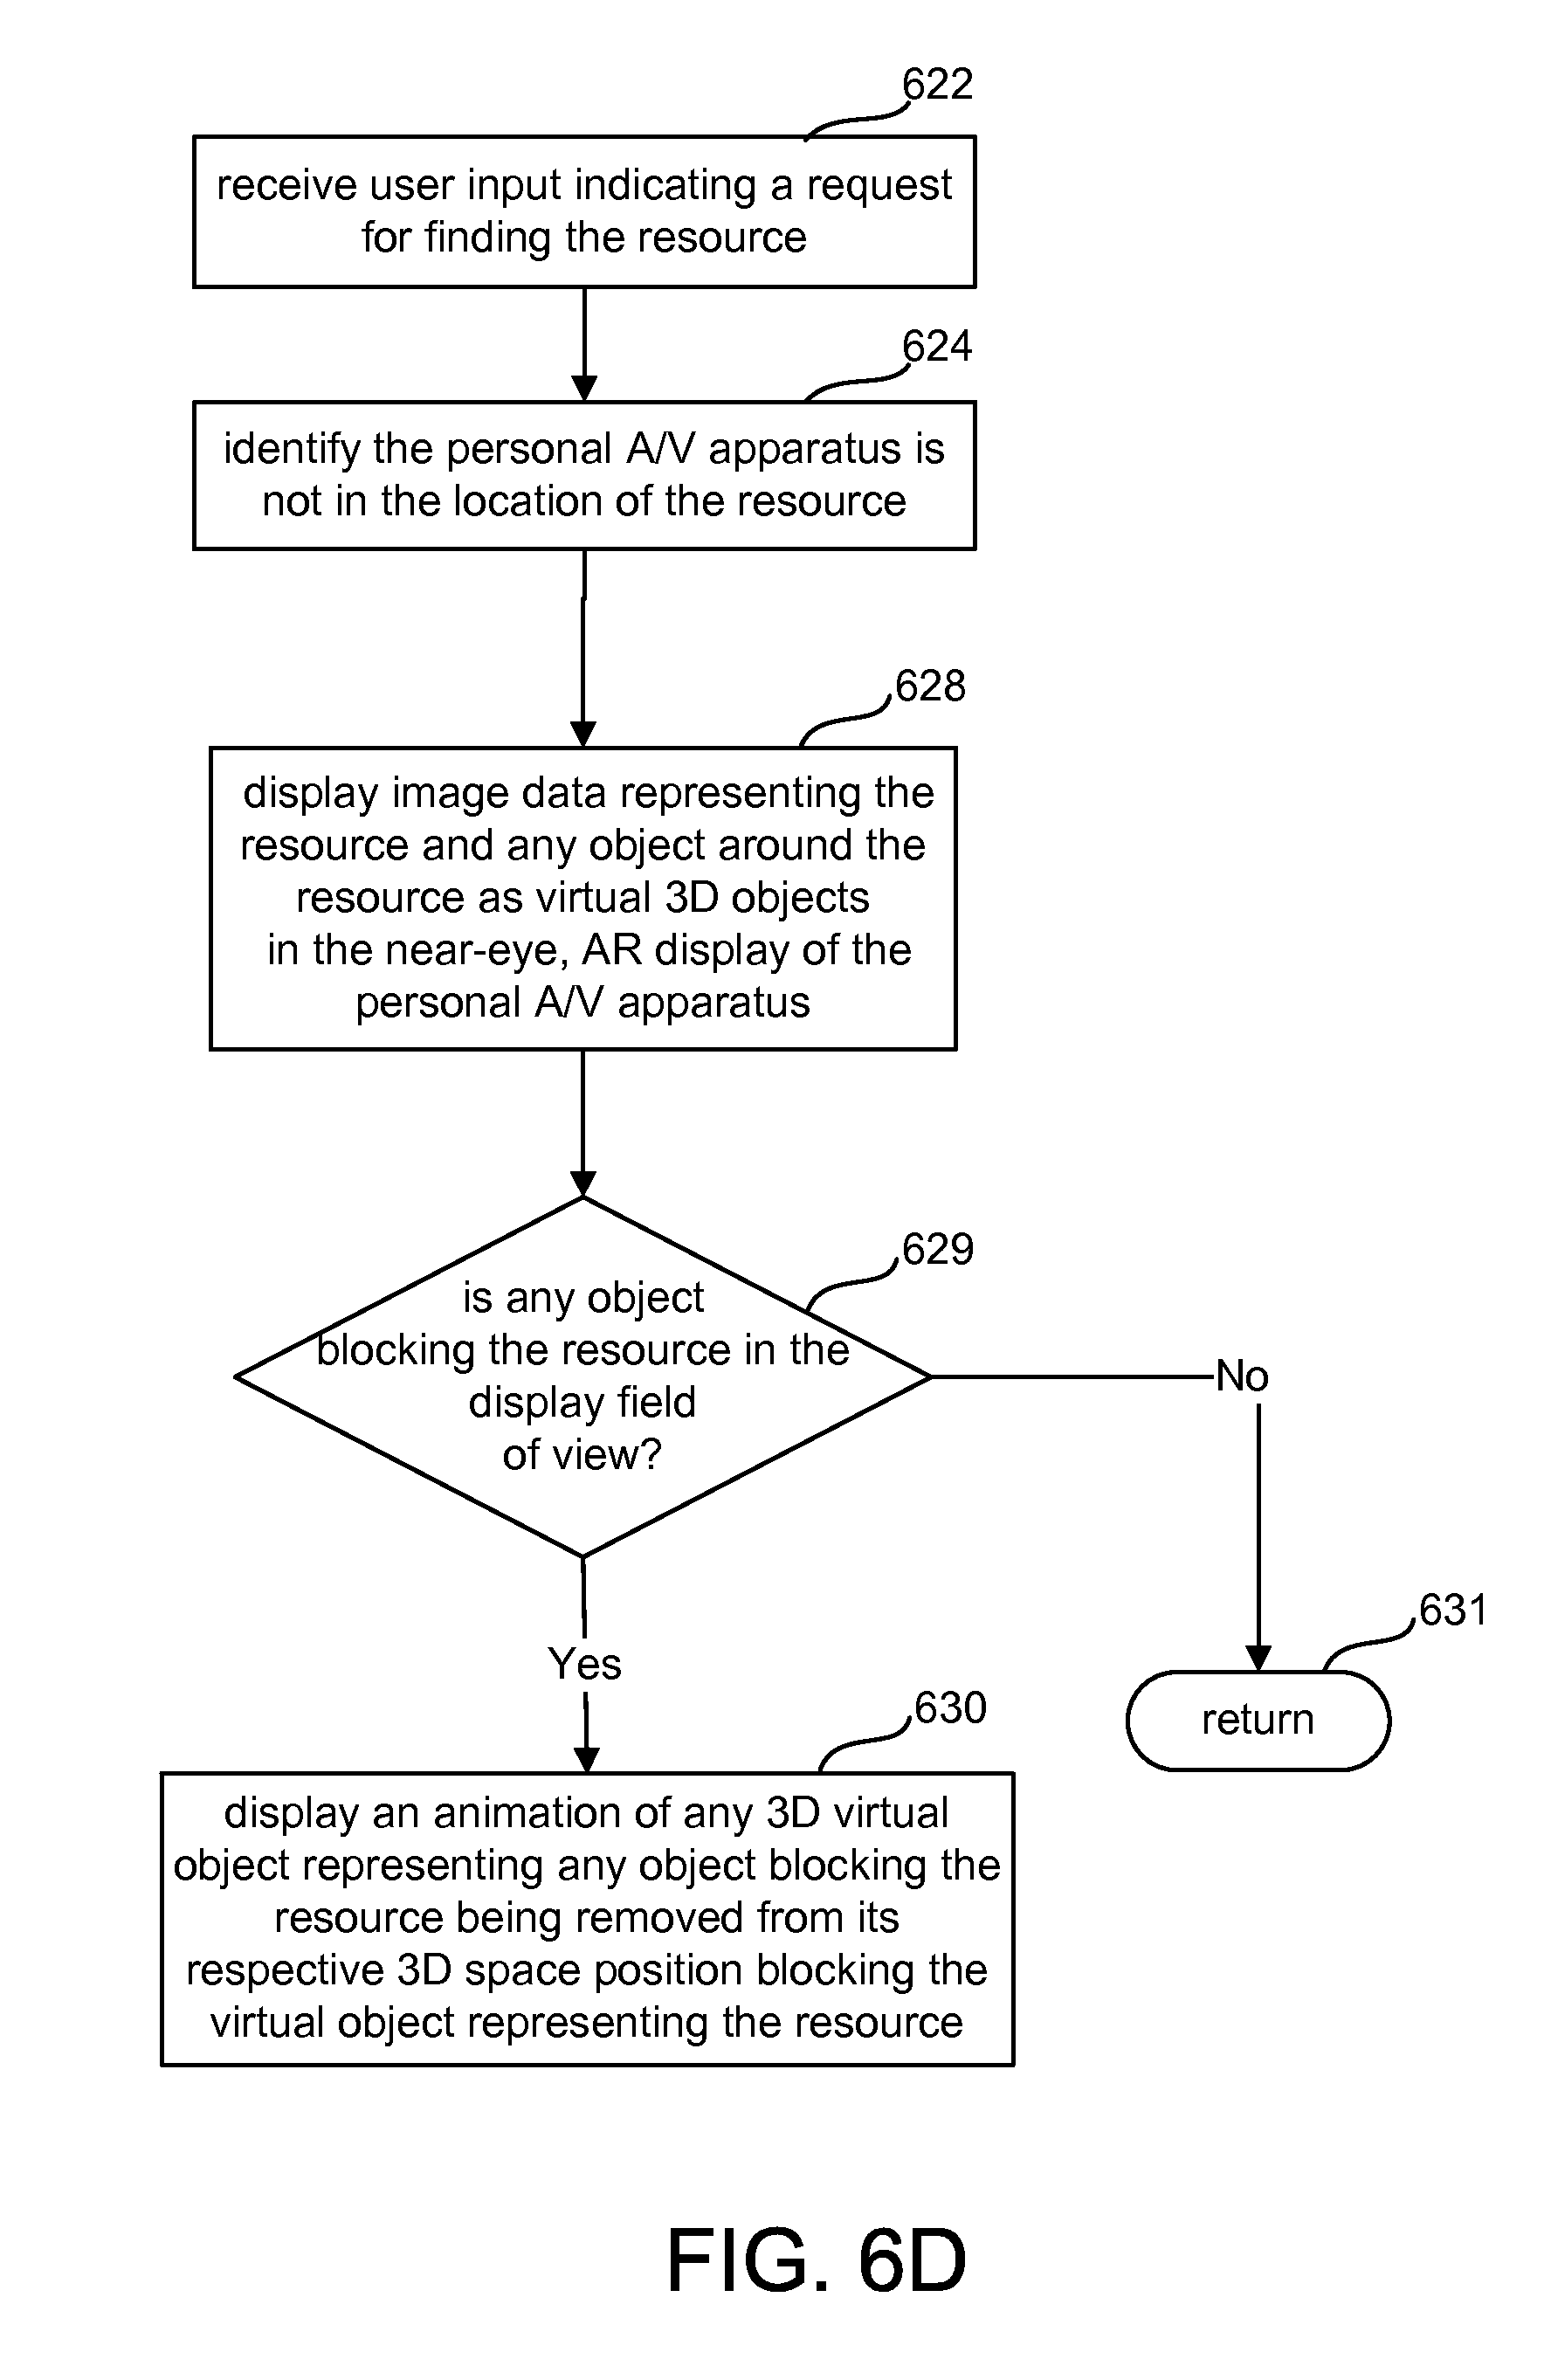 622
receive user input indicating a request
for finding the resource
624
identify the personal A/V apparatus is
not in the location of the resource
628
display image data representing the
resource and any object around the
resource as virtual 3D objects
in the near-eye, AR display of the
personal A/V apparatus
629
is any object
blocking the resource in the
display field
of view?
No
Yes
631
return
630
display an animation of any 3D virtual
object representing any object blocking the
resource being removed from its
respective 3D space position blocking the
virtual object representing the resource
FIG. 6D